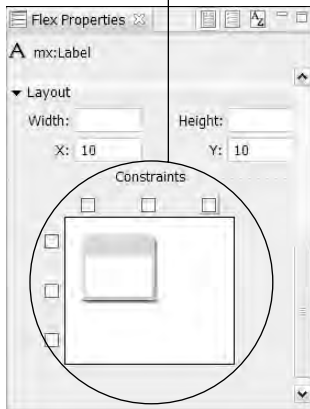 Flex Properties
A mx:Label
Layout
Width: Height:
X: 10 Y: 10
Constraints